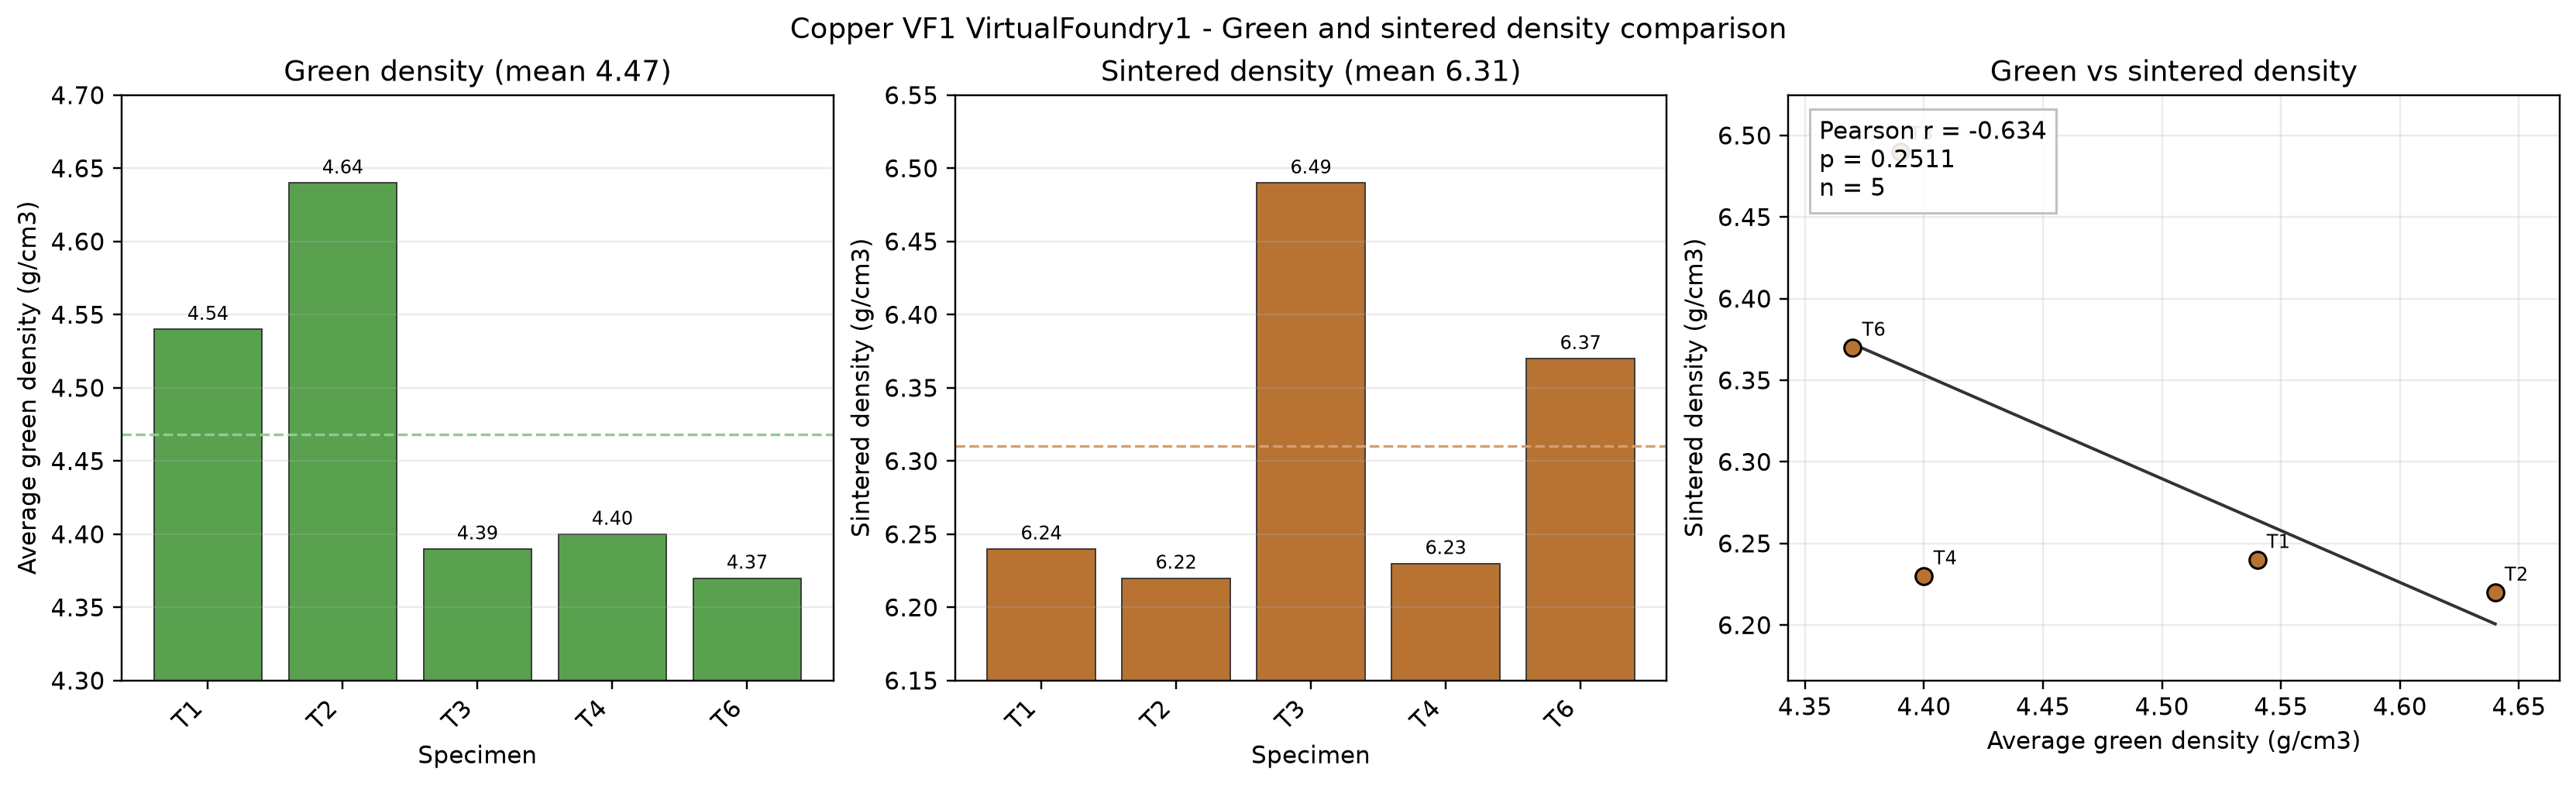 Copper VF1 VirtualFoundry1 - Green and sintered density comparison
Green density (mean 4.47)
Average green density (g/cm3)
4.70
4.65
4.60
4.55
4.50
4.45
4.40
4.35
4.30
4.54
4.64
4.39
4.40
4.37
T1
T2
T3
T4
T6
Specimen
Sintered density (mean 6.31)
Sintered density (g/cm3)
6.55
6.50
6.45
6.40
6.35
6.30
6.25
6.20
6.15
6.24
6.22
6.49
6.23
6.37
T1
T2
T3
T4
T6
Specimen
Green vs sintered density
Sintered density (g/cm3)
6.50
6.45
6.40
6.35
6.30
6.25
6.20
Pearson r = -0.634
p = 0.2511
n = 5
T6
T4
T1
T2
4.35
4.40
4.45
4.50
4.55
4.60
4.65
Average green density (g/cm3)